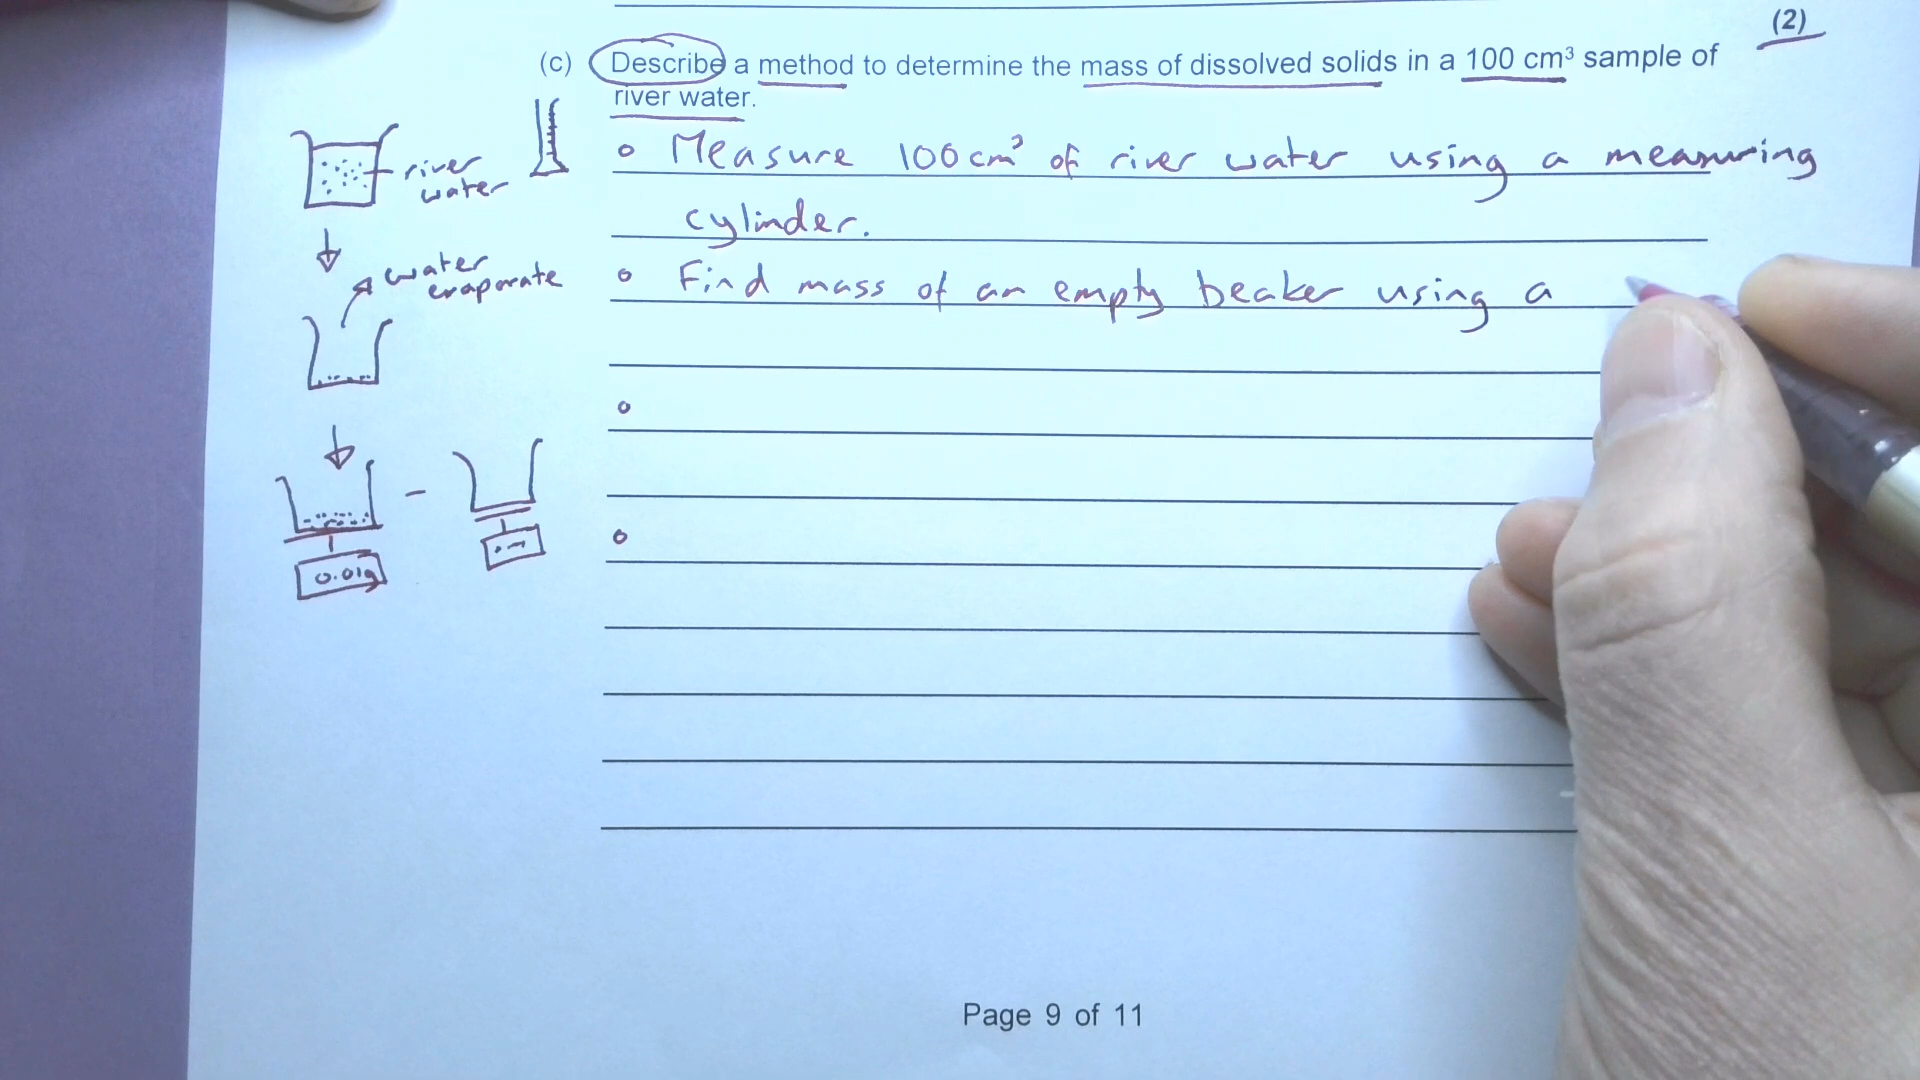 (2)
(c) Describe a method to determine the mass of dissolved solids in a 100 cm³ sample of
river water.
river
water
water
evaporate
0.01g
∘ Measure 100cm³ of river water using a measuring
cylinder.
∘ Find mass of an empty beaker using a
∘
∘
Page 9 of 11